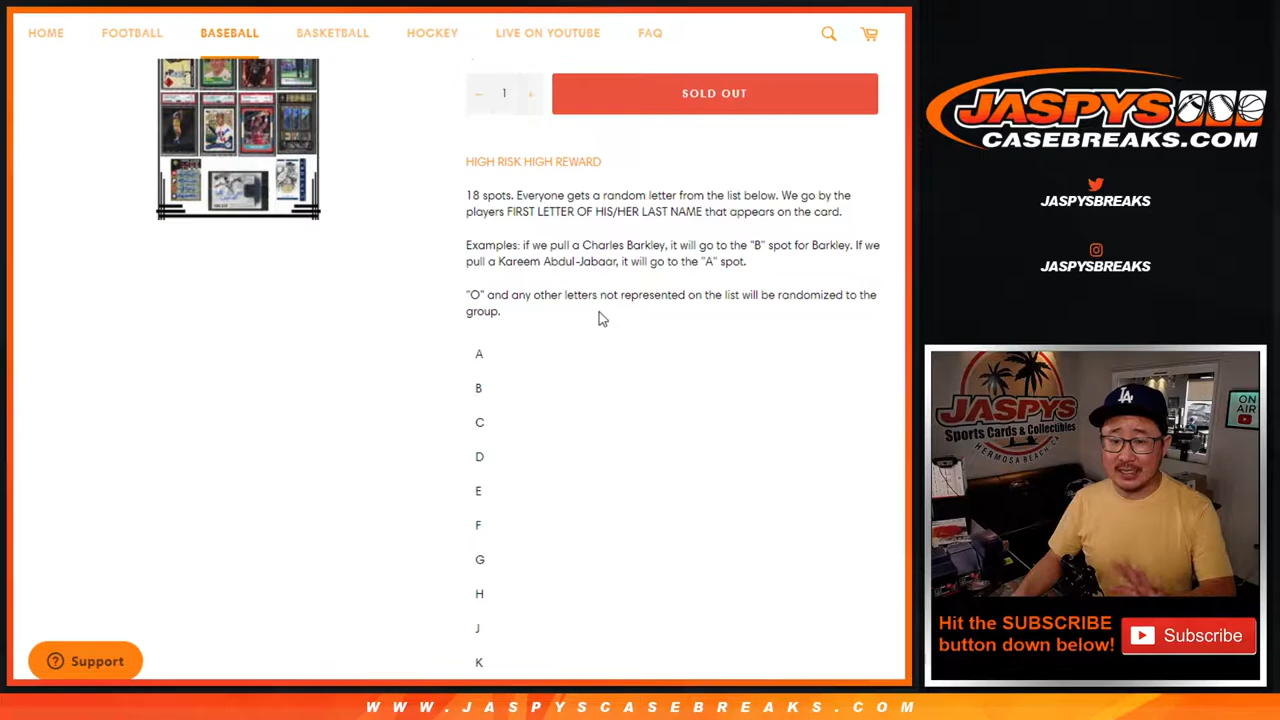 HOME FOOTBALL BASEBALL BASKETBALL HOCKEY LIVE ON YOUTUBE FAQ
1 SOLD OUT
HIGH RISK HIGH REWARD
18 spots. Everyone gets a random letter from the list below. We go by the
players FIRST LETTER OF HIS/HER LAST NAME that appears on the card.
Examples: if we pull a Charles Barkley, it will go to the "B" spot for Barkley. If we
pull a Kareem Abdul-Jabaar, it will go to the "A" spot.
"O" and any other letters not represented on the list will be randomized to the
group.
A
B
C
D
E
F
G
H
J
K
Support
JASPYS
CASEBREAKS.COM
JASPYSBREAKS
JASPYSBREAKS
JASPYS
Sports Cards & Collectibles
HERMOSA BEACH, CA
LA
ON
AIR
Hit the SUBSCRIBE
button down below!
Subscribe
WWW.JASPYSCASEBREAKS.COM